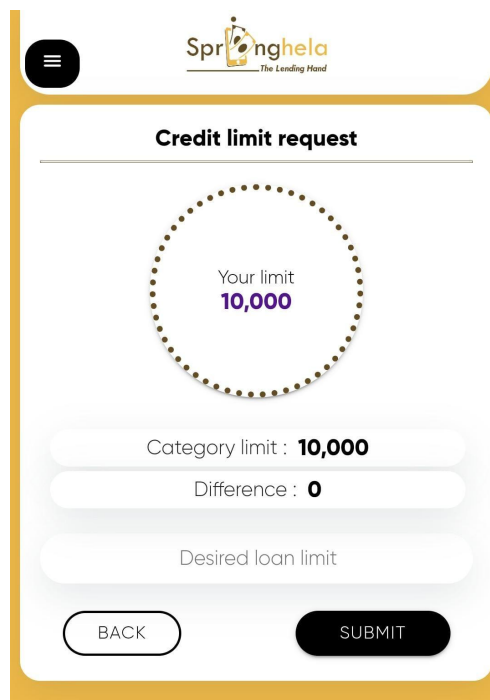 Springhela
The Lending Hand
Credit limit request
Your limit
10,000
Category limit : 10,000
Difference : 0
Desired loan limit
BACK
SUBMIT